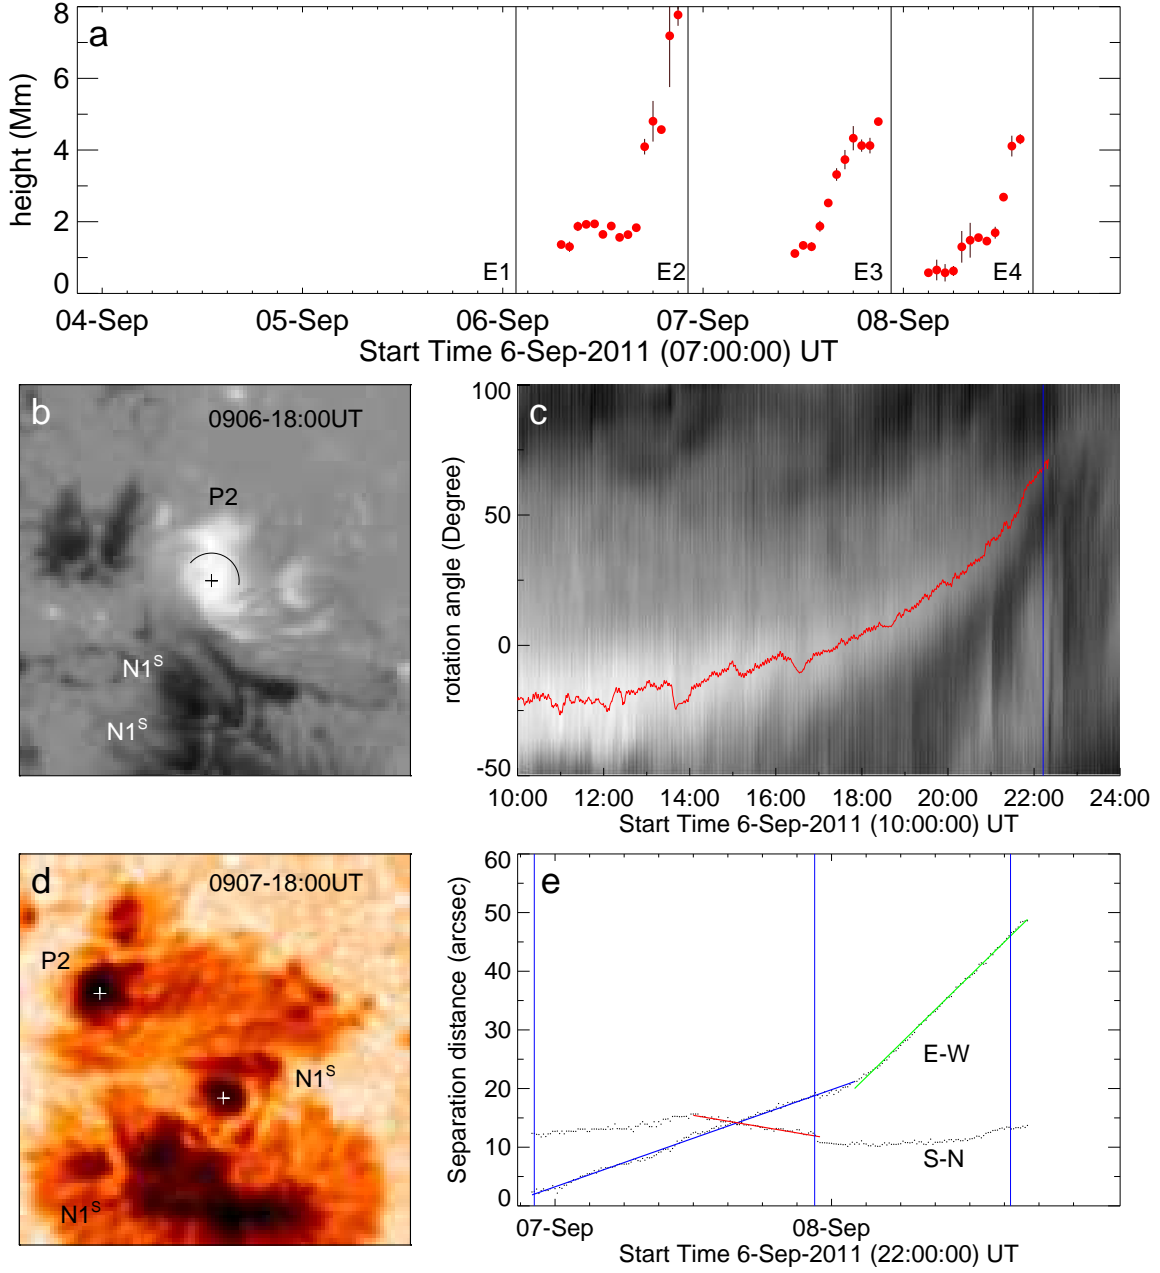 a
8
6
4
2
0
height (Mm)
E1 E2 E3 E4
04-Sep 05-Sep 06-Sep 07-Sep 08-Sep
Start Time 6-Sep-2011 (07:00:00) UT
b
0906-18:00UT
P2
N1ˢ
N1ˢ
c
100
50
0
-50
rotation angle (Degree)
10:00 12:00 14:00 16:00 18:00 20:00 22:00 24:00
Start Time 6-Sep-2011 (10:00:00) UT
d
0907-18:00UT
P2
N1ˢ
N1ˢ
e
60
50
40
30
20
10
0
Separation distance (arcsec)
E-W
S-N
07-Sep 08-Sep
Start Time 6-Sep-2011 (22:00:00) UT